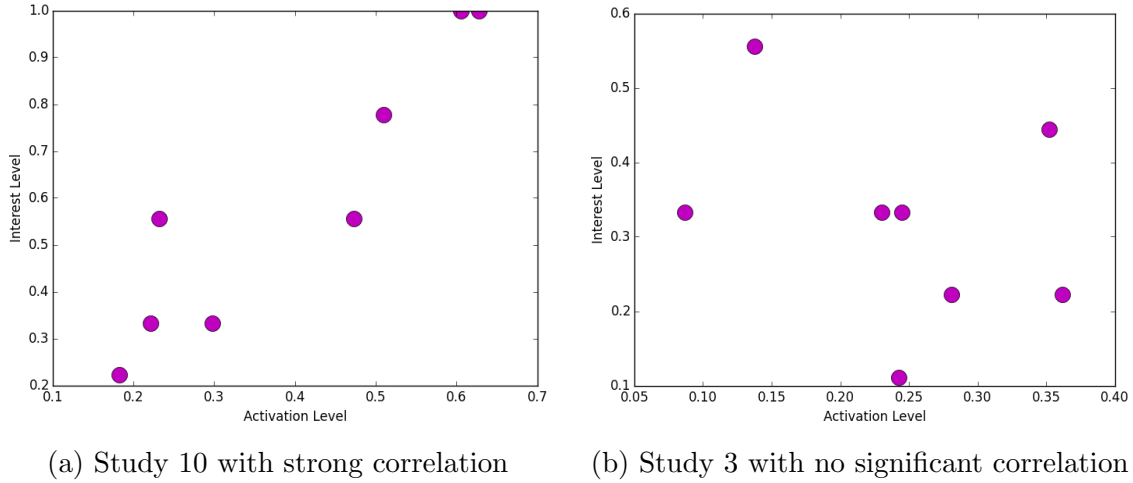 1.0
0.9
0.8
0.7
0.6
0.5
0.4
0.3
0.2
Interest Level
0.1 0.2 0.3 0.4 0.5 0.6 0.7
Activation Level
(a) Study 10 with strong correlation
0.6
0.5
0.4
0.3
0.2
0.1
Interest Level
0.05 0.10 0.15 0.20 0.25 0.30 0.35 0.40
Activation Level
(b) Study 3 with no significant correlation